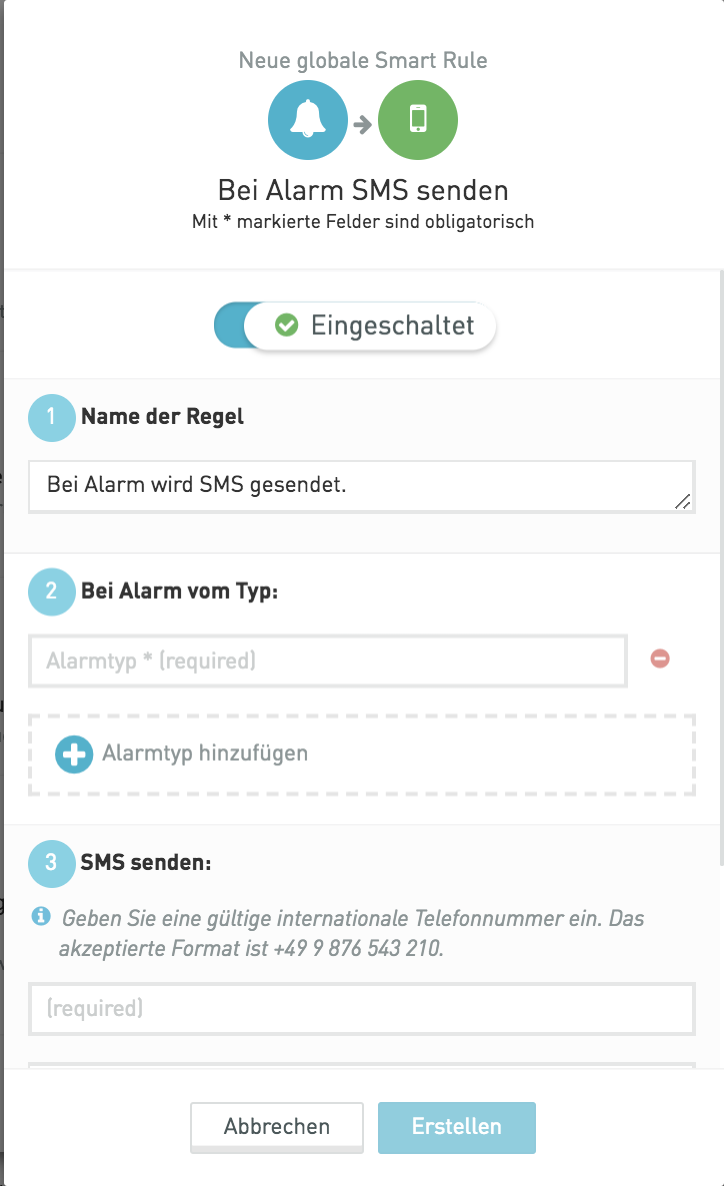 Neue globale Smart Rule
Bei Alarm SMS senden
Mit * markierte Felder sind obligatorisch
Eingeschaltet
1 Name der Regel
Bei Alarm wird SMS gesendet.
2 Bei Alarm vom Typ:
Alarmtyp * (required)
Alarmtyp hinzufügen
3 SMS senden:
Geben Sie eine gültige internationale Telefonnummer ein. Das
akzeptierte Format ist +49 9 876 543 210.
(required)
Abbrechen Erstellen